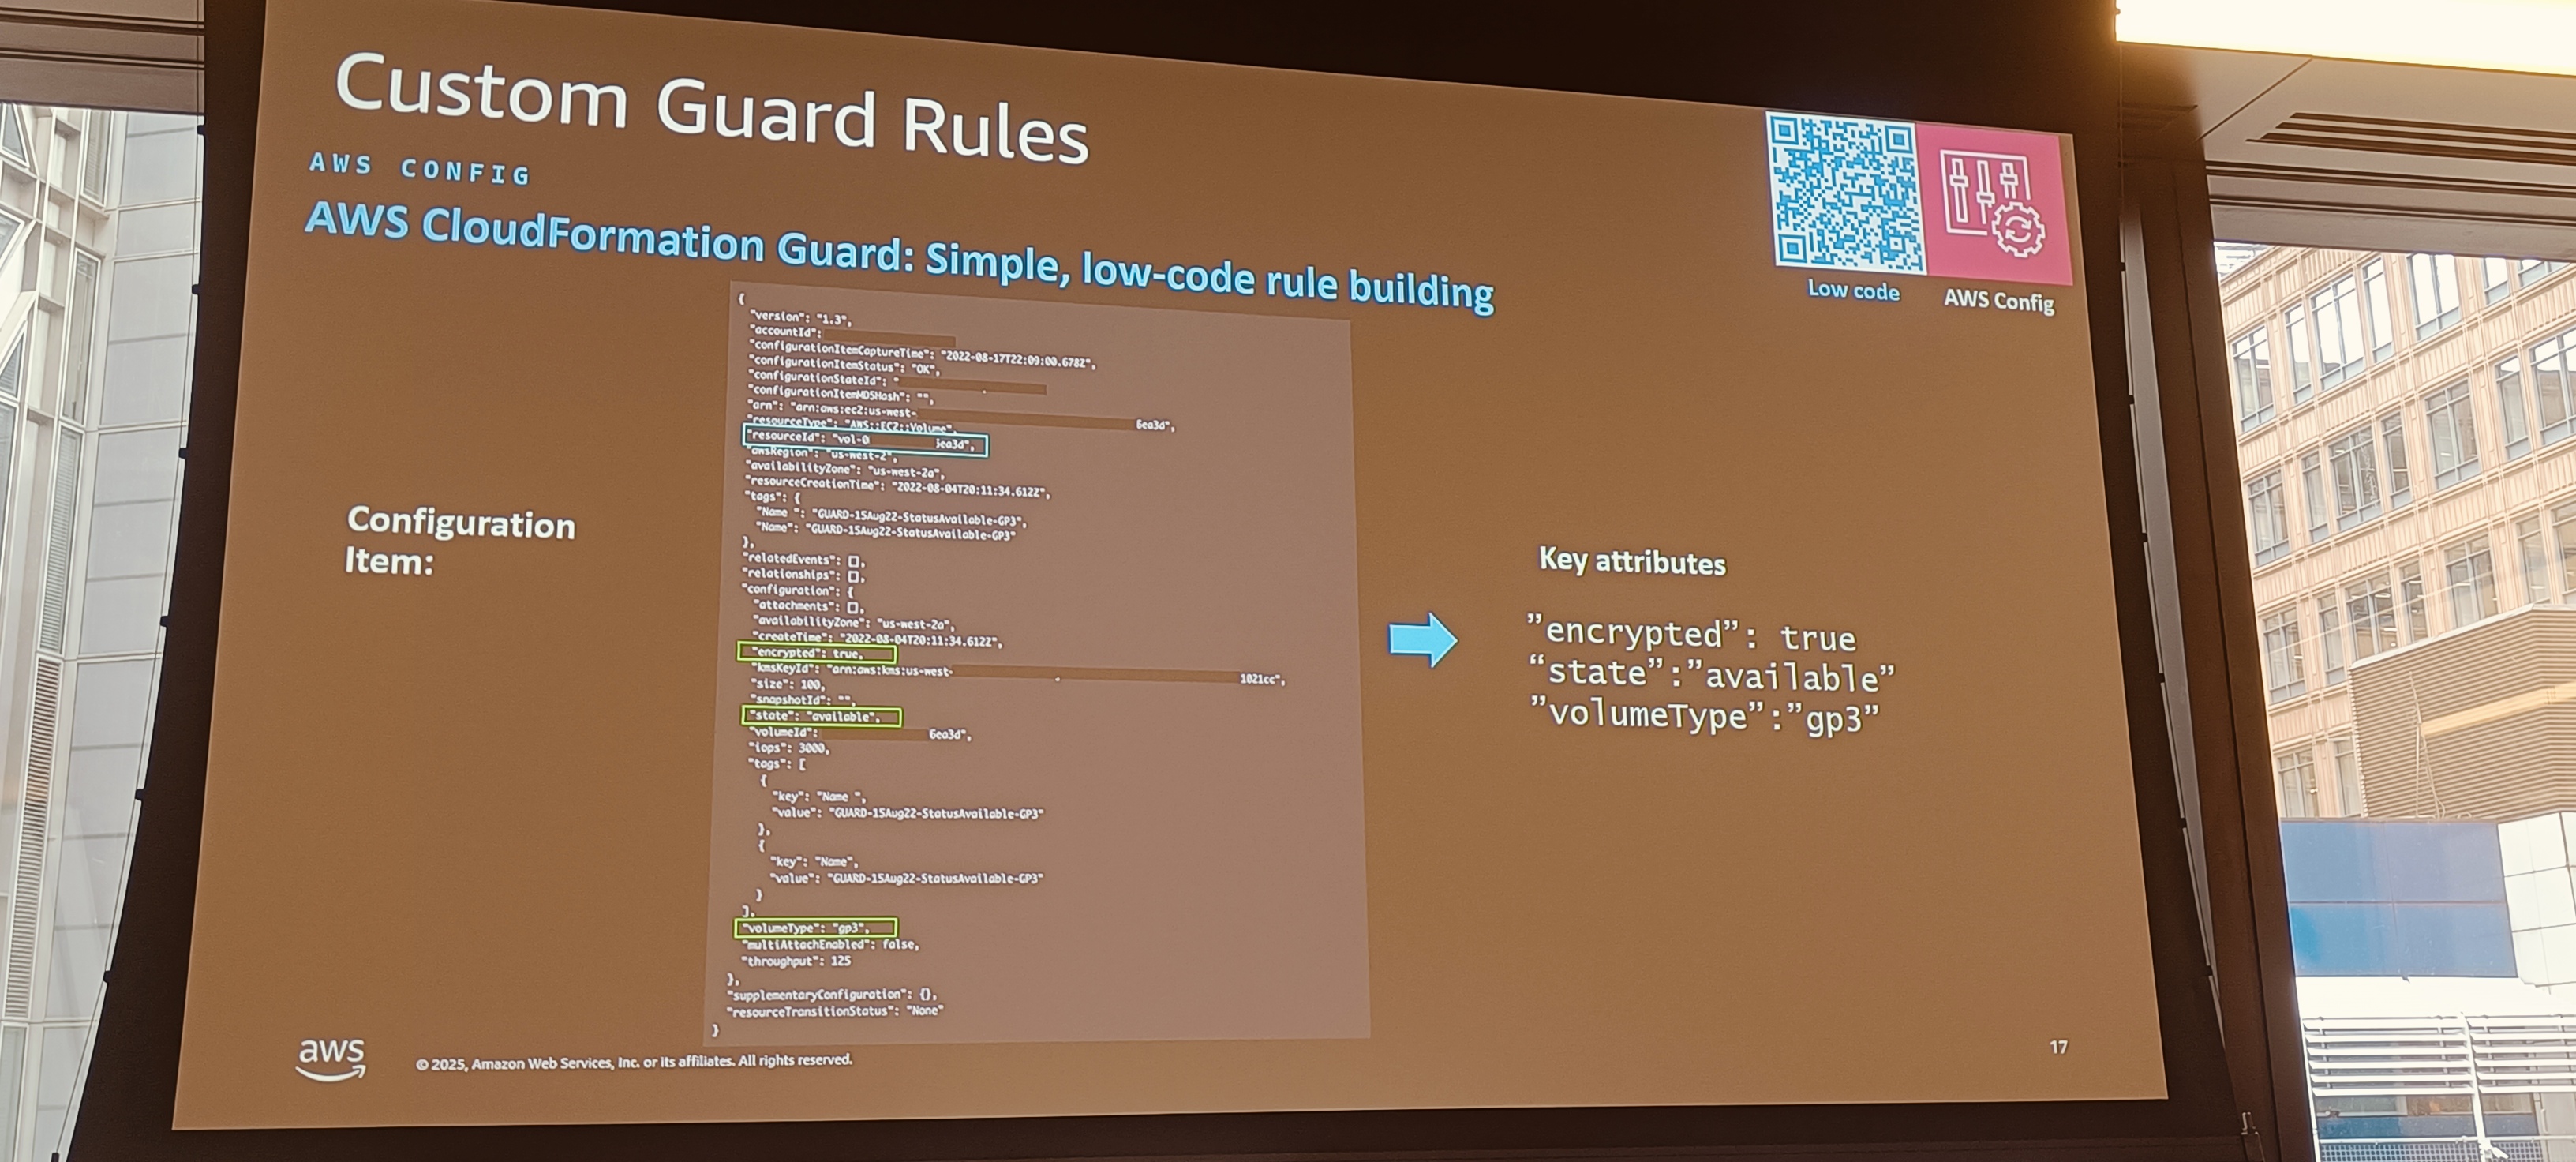 Custom Guard Rules
AWS CONFIG
AWS CloudFormation Guard: Simple, low-code rule building
Low code
AWS Config
Configuration
Item:
{
"version": "1.3",
"accountId":
"configurationItemCaptureTime": "2022-08-17T22:09:00.678Z",
"configurationItemStatus": "OK",
"configurationStateId": "
"configurationItemMD5Hash": "",
"arn": "arn:aws:ec2:us-west- 6ea3d",
"resourceType": "AWS::EC2::Volume",
"resourceId": "vol-0 6ea3d",
"awsRegion": "us-west-2",
"availabilityZone": "us-west-2a",
"resourceCreationTime": "2022-08-04T20:11:34.612Z",
"tags": {
"Name ": "GUARD-15Aug22-StatusAvailable-GP3",
"Name": "GUARD-15Aug22-StatusAvailable-GP3"
},
"relatedEvents": [],
"relationships": [],
"configuration": {
"attachments": [],
"availabilityZone": "us-west-2a",
"createTime": "2022-08-04T20:11:34.612Z",
"encrypted": true,
"kmsKeyId": "arn:aws:kms:us-west- 1021cc",
"size": 100,
"snapshotId": "",
"state": "available",
"volumeId": 6ea3d",
"iops": 3000,
"tags": [
{
"key": "Name ",
"value": "GUARD-15Aug22-StatusAvailable-GP3"
},
{
"key": "Name",
"value": "GUARD-15Aug22-StatusAvailable-GP3"
}
],
"volumeType": "gp3",
"multiAttachEnabled": false,
"throughput": 125
},
"supplementaryConfiguration": {},
"resourceTransitionStatus": "None"
}
Key attributes
”encrypted”: true
“state”:”available”
”volumeType”:”gp3”
aws
© 2025, Amazon Web Services, Inc. or its affiliates. All rights reserved.
17